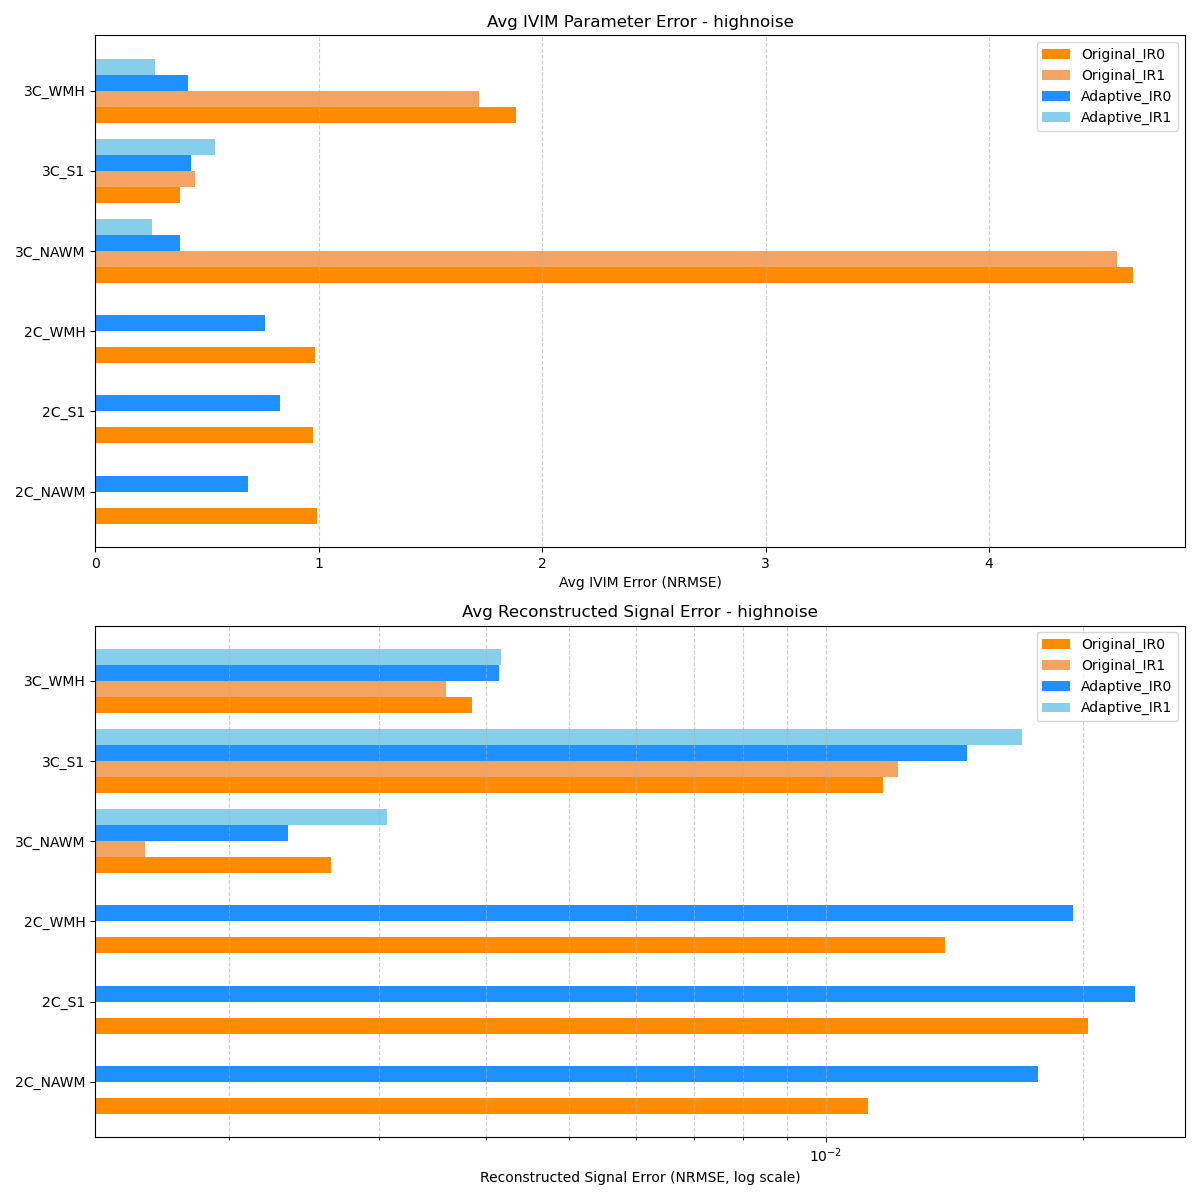 Avg IVIM Parameter Error - highnoise
Original_IR0
Original_IR1
Adaptive_IR0
Adaptive_IR1
3C_WMH
3C_S1
3C_NAWM
2C_WMH
2C_S1
2C_NAWM
0 1 2 3 4
Avg IVIM Error (NRMSE)
Avg Reconstructed Signal Error - highnoise
Original_IR0
Original_IR1
Adaptive_IR0
Adaptive_IR1
3C_WMH
3C_S1
3C_NAWM
2C_WMH
2C_S1
2C_NAWM
10⁻²
Reconstructed Signal Error (NRMSE, log scale)